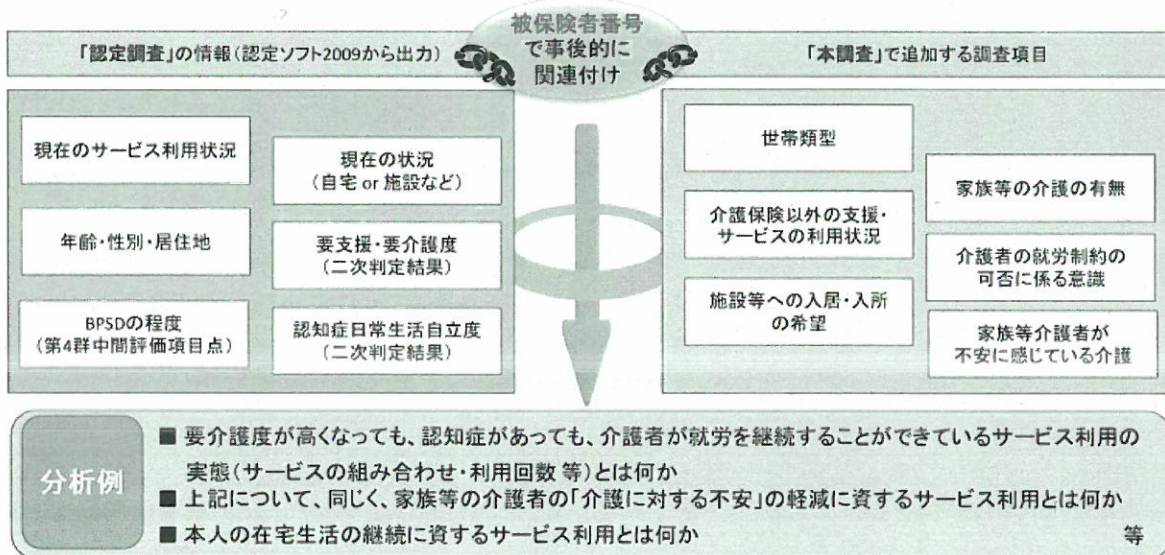 被保険者番号
で事後的に
関連付け
「認定調査」の情報(認定ソフト2009から出力)
「本調査」で追加する調査項目
現在のサービス利用状況
現在の状況
(自宅 or 施設など)
年齢・性別・居住地
要支援・要介護度
(二次判定結果)
BPSDの程度
(第4群中間評価項目点)
認知症日常生活自立度
(二次判定結果)
世帯類型
家族等の介護の有無
介護保険以外の支援・
サービスの利用状況
介護者の就労制約の
可否に係る意識
施設等への入居・入所
の希望
家族等介護者が
不安に感じている介護
分析例
■ 要介護度が高くなっても、認知症があっても、介護者が就労を継続することができているサービス利用の
実態(サービスの組み合わせ・利用回数 等)とは何か
■ 上記について、同じく、家族等の介護者の「介護に対する不安」の軽減に資するサービス利用とは何か
■ 本人の在宅生活の継続に資するサービス利用とは何か 等